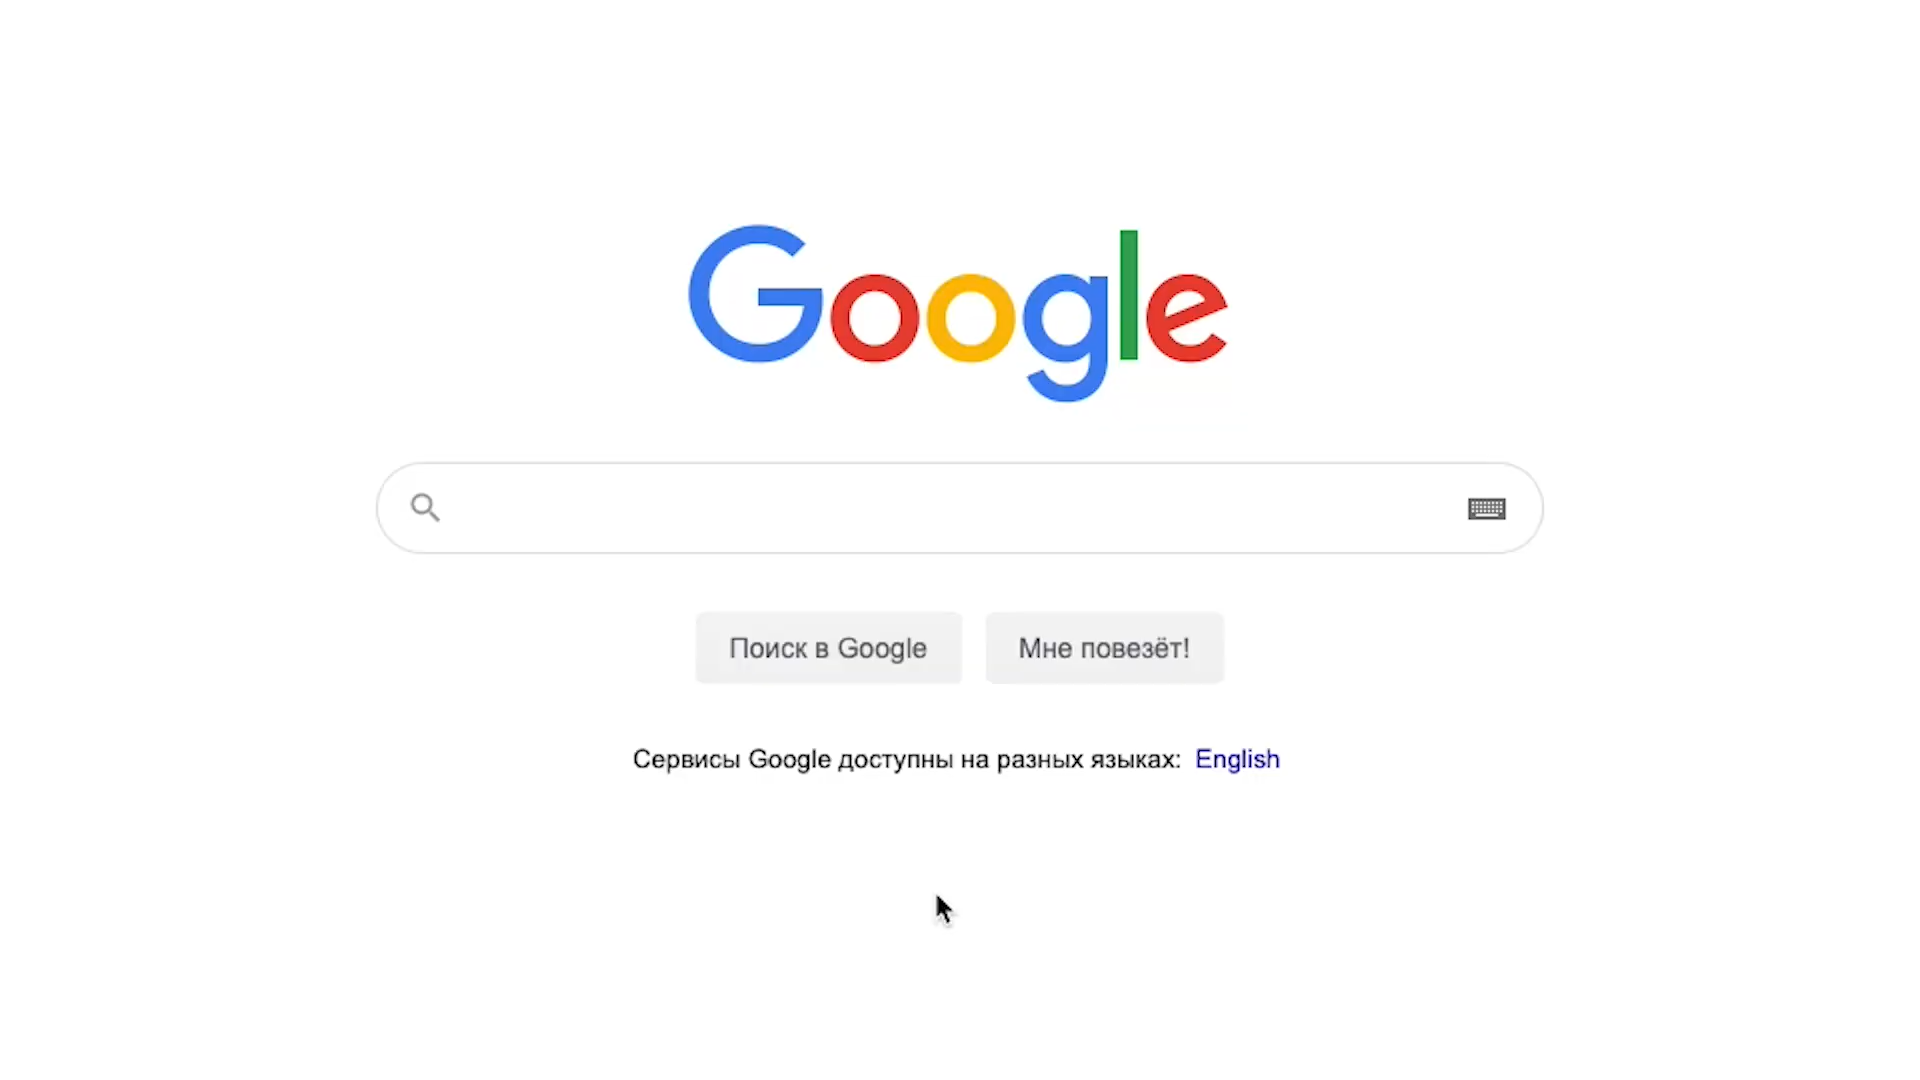 Google
Поиск в Google
Мне повезёт!
Сервисы Google доступны на разных языках: English